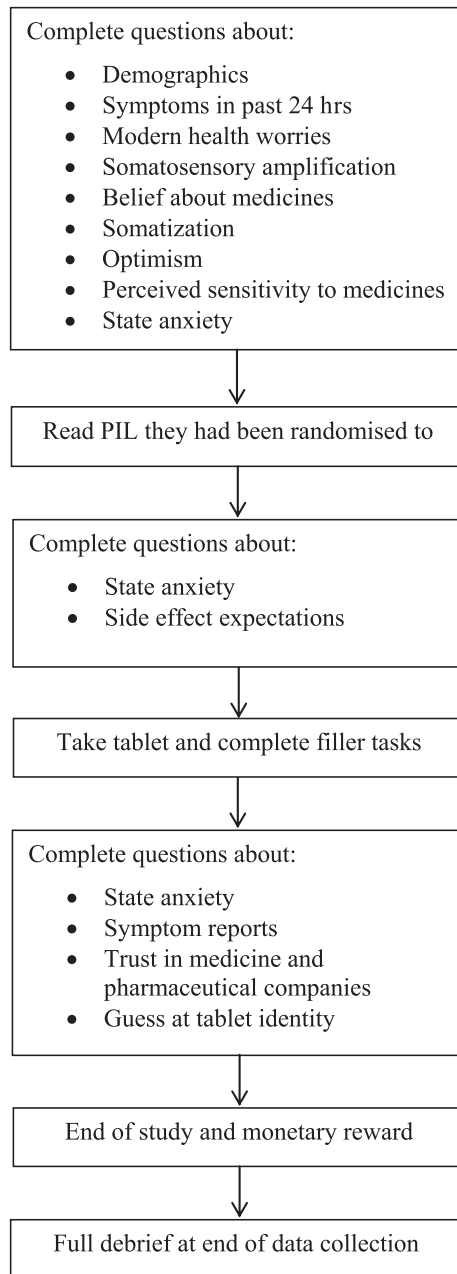 Complete questions about:
• Demographics
• Symptoms in past 24 hrs
• Modern health worries
• Somatosensory amplification
• Belief about medicines
• Somatization
• Optimism
• Perceived sensitivity to medicines
• State anxiety
Read PIL they had been randomised to
Complete questions about:
• State anxiety
• Side effect expectations
Take tablet and complete filler tasks
Complete questions about:
• State anxiety
• Symptom reports
• Trust in medicine and
pharmaceutical companies
• Guess at tablet identity
End of study and monetary reward
Full debrief at end of data collection